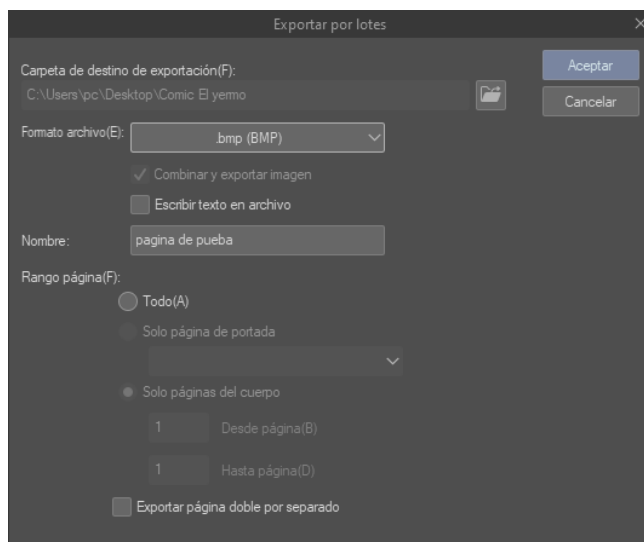 Exportar por lotes
Carpeta de destino de exportación(F):
C:\Users\pc\Desktop\Comic El yermo
Aceptar
Cancelar
Formato archivo(E):
.bmp (BMP)
Combinar y exportar imagen
Escribir texto en archivo
Nombre:
pagina de pueba
Rango página(F):
Todo(A)
Solo página de portada
Solo páginas del cuerpo
1 Desde página(B)
1 Hasta página(D)
Exportar página doble por separado